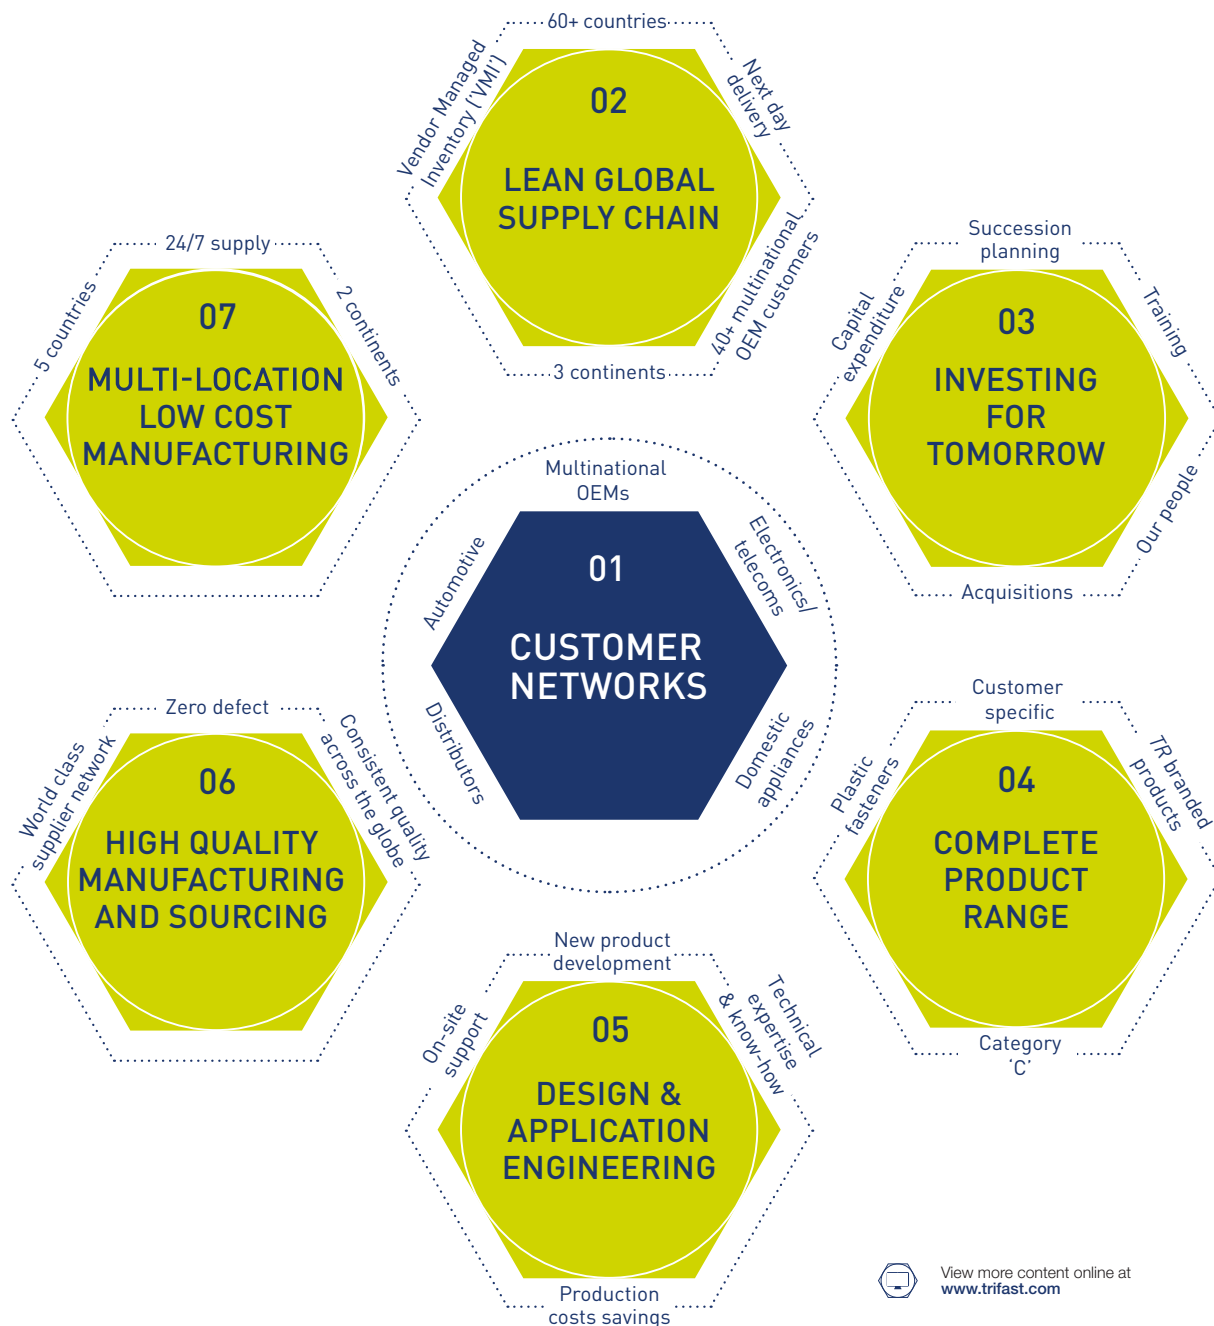 60+ countries
Vendor Managed
Inventory (‘VMI’)
Next day
delivery
02
LEAN GLOBAL
SUPPLY CHAIN
40+ multinational
OEM customers
3 continents
24/7 supply
5 countries
2 continents
07
MULTI-LOCATION
LOW COST
MANUFACTURING
Succession
planning
Capital
expenditure
Training
03
INVESTING
FOR
TOMORROW
Our people
Acquisitions
Multinational
OEMs
Automotive
Electronics/
telecoms
01
CUSTOMER
NETWORKS
Distributors
Domestic
appliances
Zero defect
World class
supplier network
Consistent quality
across the globe
06
HIGH QUALITY
MANUFACTURING
AND SOURCING
Customer
specific
Plastic
fasteners
TR branded
products
04
COMPLETE
PRODUCT
RANGE
Category
‘C’
New product
development
On-site
support
Technical
expertise
& know-how
05
DESIGN &
APPLICATION
ENGINEERING
Production
costs savings
View more content online at
www.trifast.com